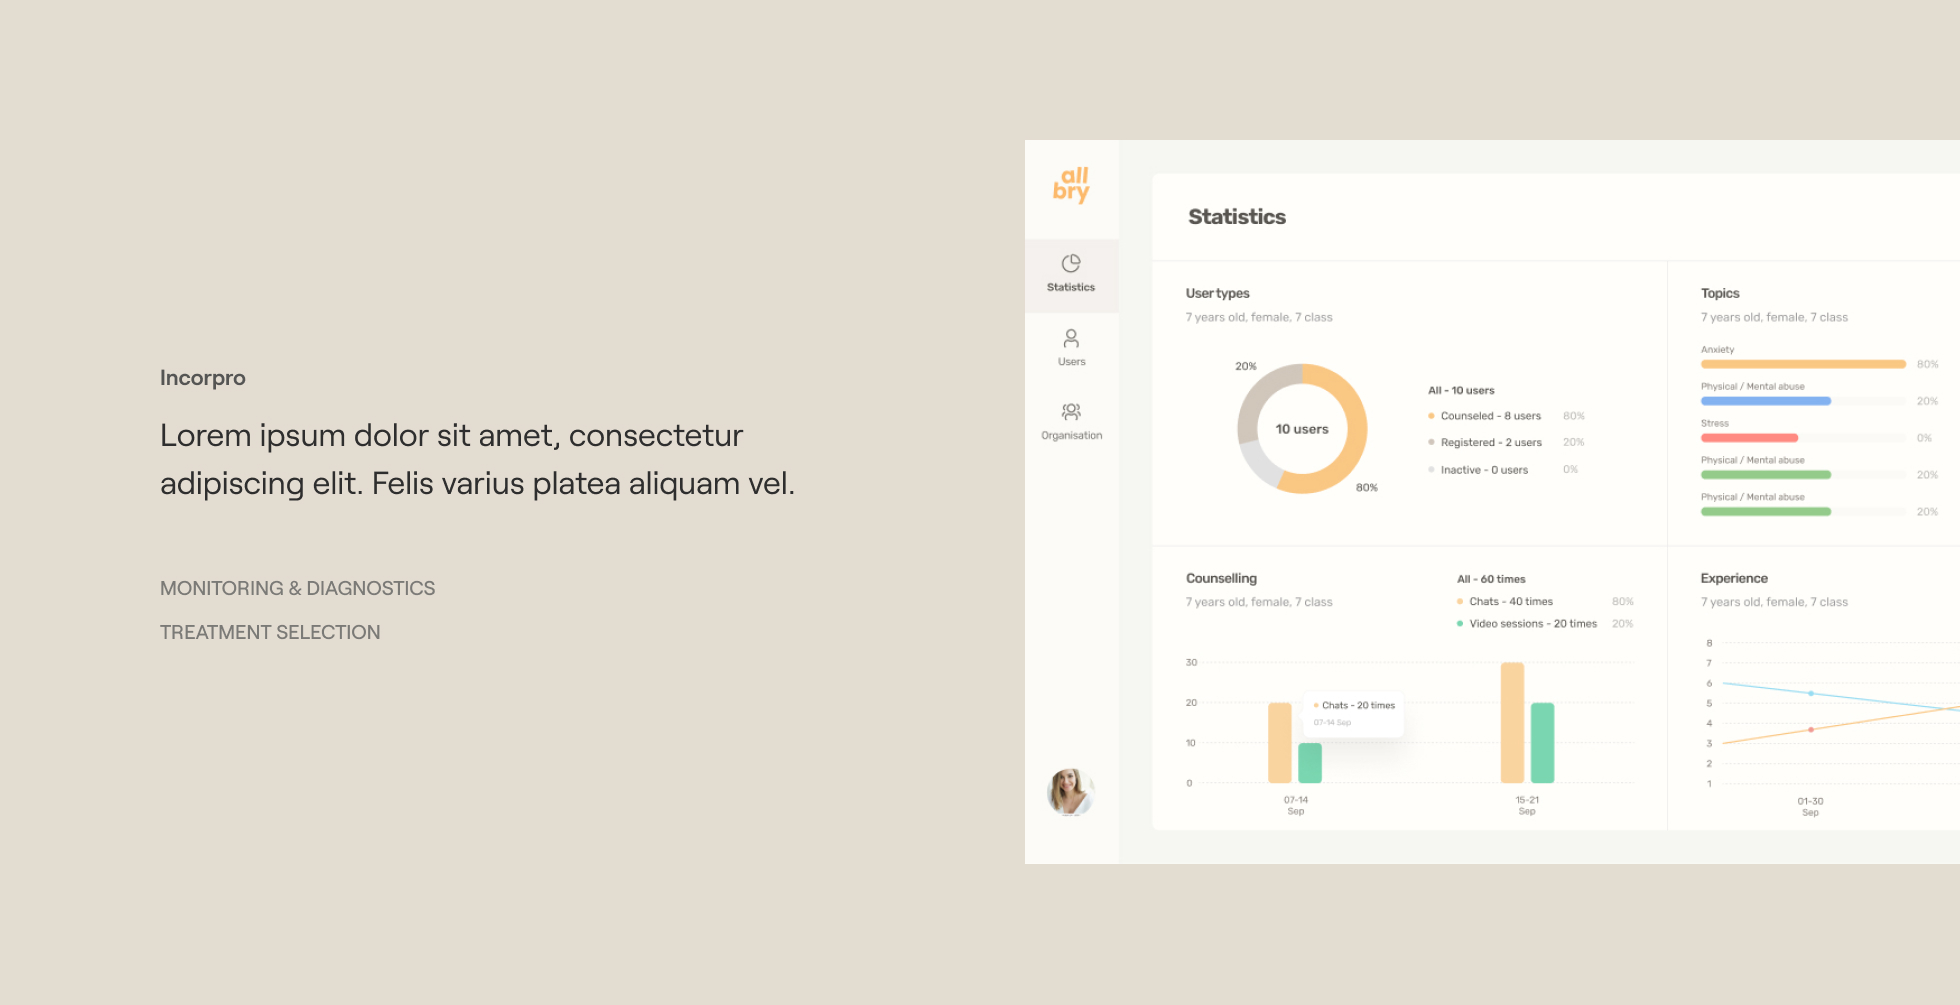 Incorpro
Lorem ipsum dolor sit amet, consectetur
adipiscing elit. Felis varius platea aliquam vel.
MONITORING & DIAGNOSTICS
TREATMENT SELECTION
all
bry
Statistics
Users
Organisation
Statistics
User types
7 years old, female, 7 class
20%
10 users
80%
All - 10 users
Counseled - 8 users 80%
Registered - 2 users 20%
Inactive - 0 users 0%
Topics
7 years old, female, 7 class
Anxiety
80%
Physical / Mental abuse
20%
Stress
0%
Physical / Mental abuse
20%
Physical / Mental abuse
20%
Counselling
7 years old, female, 7 class
All - 60 times
Chats - 40 times 80%
Video sessions - 20 times 20%
30
20
10
0
Chats - 20 times
07-14 Sep
07-14
Sep
15-21
Sep
Experience
7 years old, female, 7 class
8
7
6
5
4
3
2
1
01-30
Sep